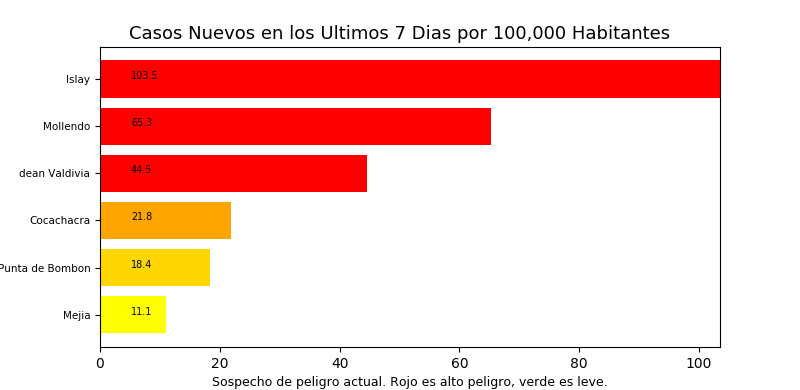 Casos Nuevos en los Ultimos 7 Dias por 100,000 Habitantes
Islay 103.5
Mollendo 65.3
dean Valdivia 44.5
Cocachacra 21.8
Punta de Bombon 18.4
Mejia 11.1
0 20 40 60 80 100
Sospecho de peligro actual. Rojo es alto peligro, verde es leve.